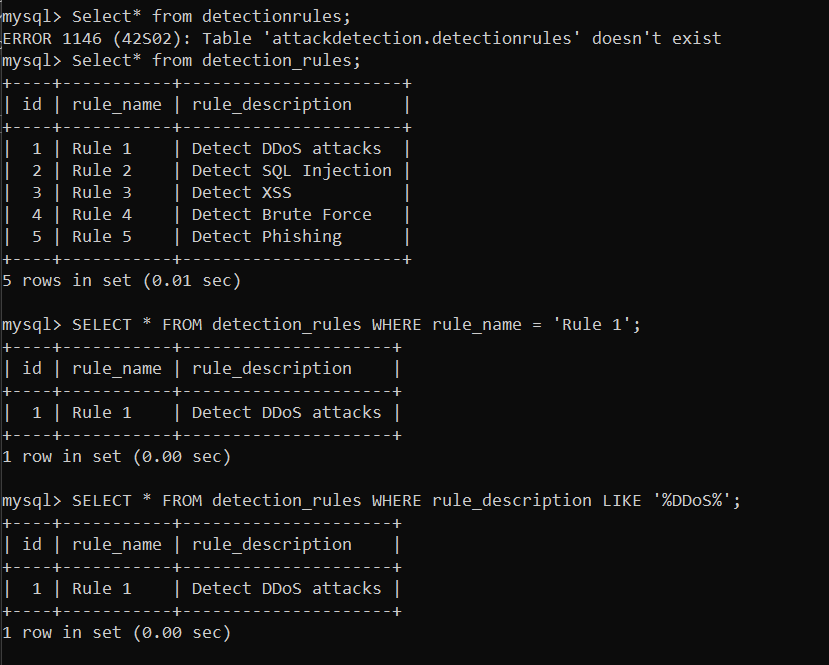 mysql> Select* from detectionrules;
ERROR 1146 (42S02): Table 'attackdetection.detectionrules' doesn't exist
mysql> Select* from detection_rules;
+----+-----------+----------------------+
| id | rule_name | rule_description     |
+----+-----------+----------------------+
|  1 | Rule 1    | Detect DDoS attacks  |
|  2 | Rule 2    | Detect SQL Injection |
|  3 | Rule 3    | Detect XSS           |
|  4 | Rule 4    | Detect Brute Force   |
|  5 | Rule 5    | Detect Phishing      |
+----+-----------+----------------------+
5 rows in set (0.01 sec)

mysql> SELECT * FROM detection_rules WHERE rule_name = 'Rule 1';
+----+-----------+---------------------+
| id | rule_name | rule_description    |
+----+-----------+---------------------+
|  1 | Rule 1    | Detect DDoS attacks |
+----+-----------+---------------------+
1 row in set (0.00 sec)

mysql> SELECT * FROM detection_rules WHERE rule_description LIKE '%DDoS%';
+----+-----------+---------------------+
| id | rule_name | rule_description    |
+----+-----------+---------------------+
|  1 | Rule 1    | Detect DDoS attacks |
+----+-----------+---------------------+
1 row in set (0.00 sec)